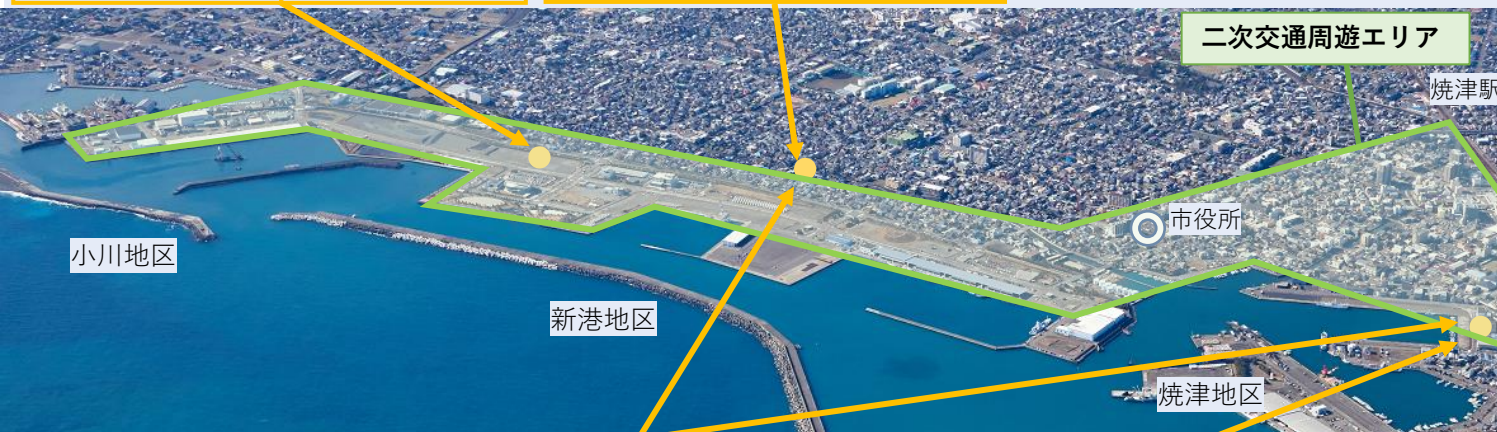 二次交通周遊エリア
焼津駅
市役所
小川地区
新港地区
焼津地区